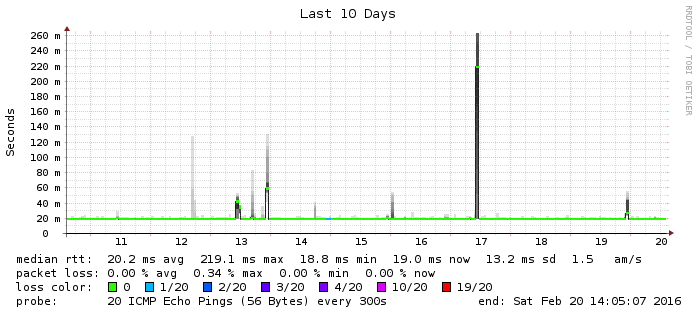 Last 10 Days
RRDTOOL / TOBI OETIKER
Seconds
260 m
240 m
220 m
200 m
180 m
160 m
140 m
120 m
100 m
80 m
60 m
40 m
20 m
0
11 12 13 14 15 16 17 18 19 20
median rtt: 20.2 ms avg 219.1 ms max 18.8 ms min 19.0 ms now 13.2 ms sd 1.5 am/s
packet loss: 0.00 % avg 0.34 % max 0.00 % min 0.00 % now
loss color: 0 1/20 2/20 3/20 4/20 10/20 19/20
probe: 20 ICMP Echo Pings (56 Bytes) every 300s end: Sat Feb 20 14:05:07 2016